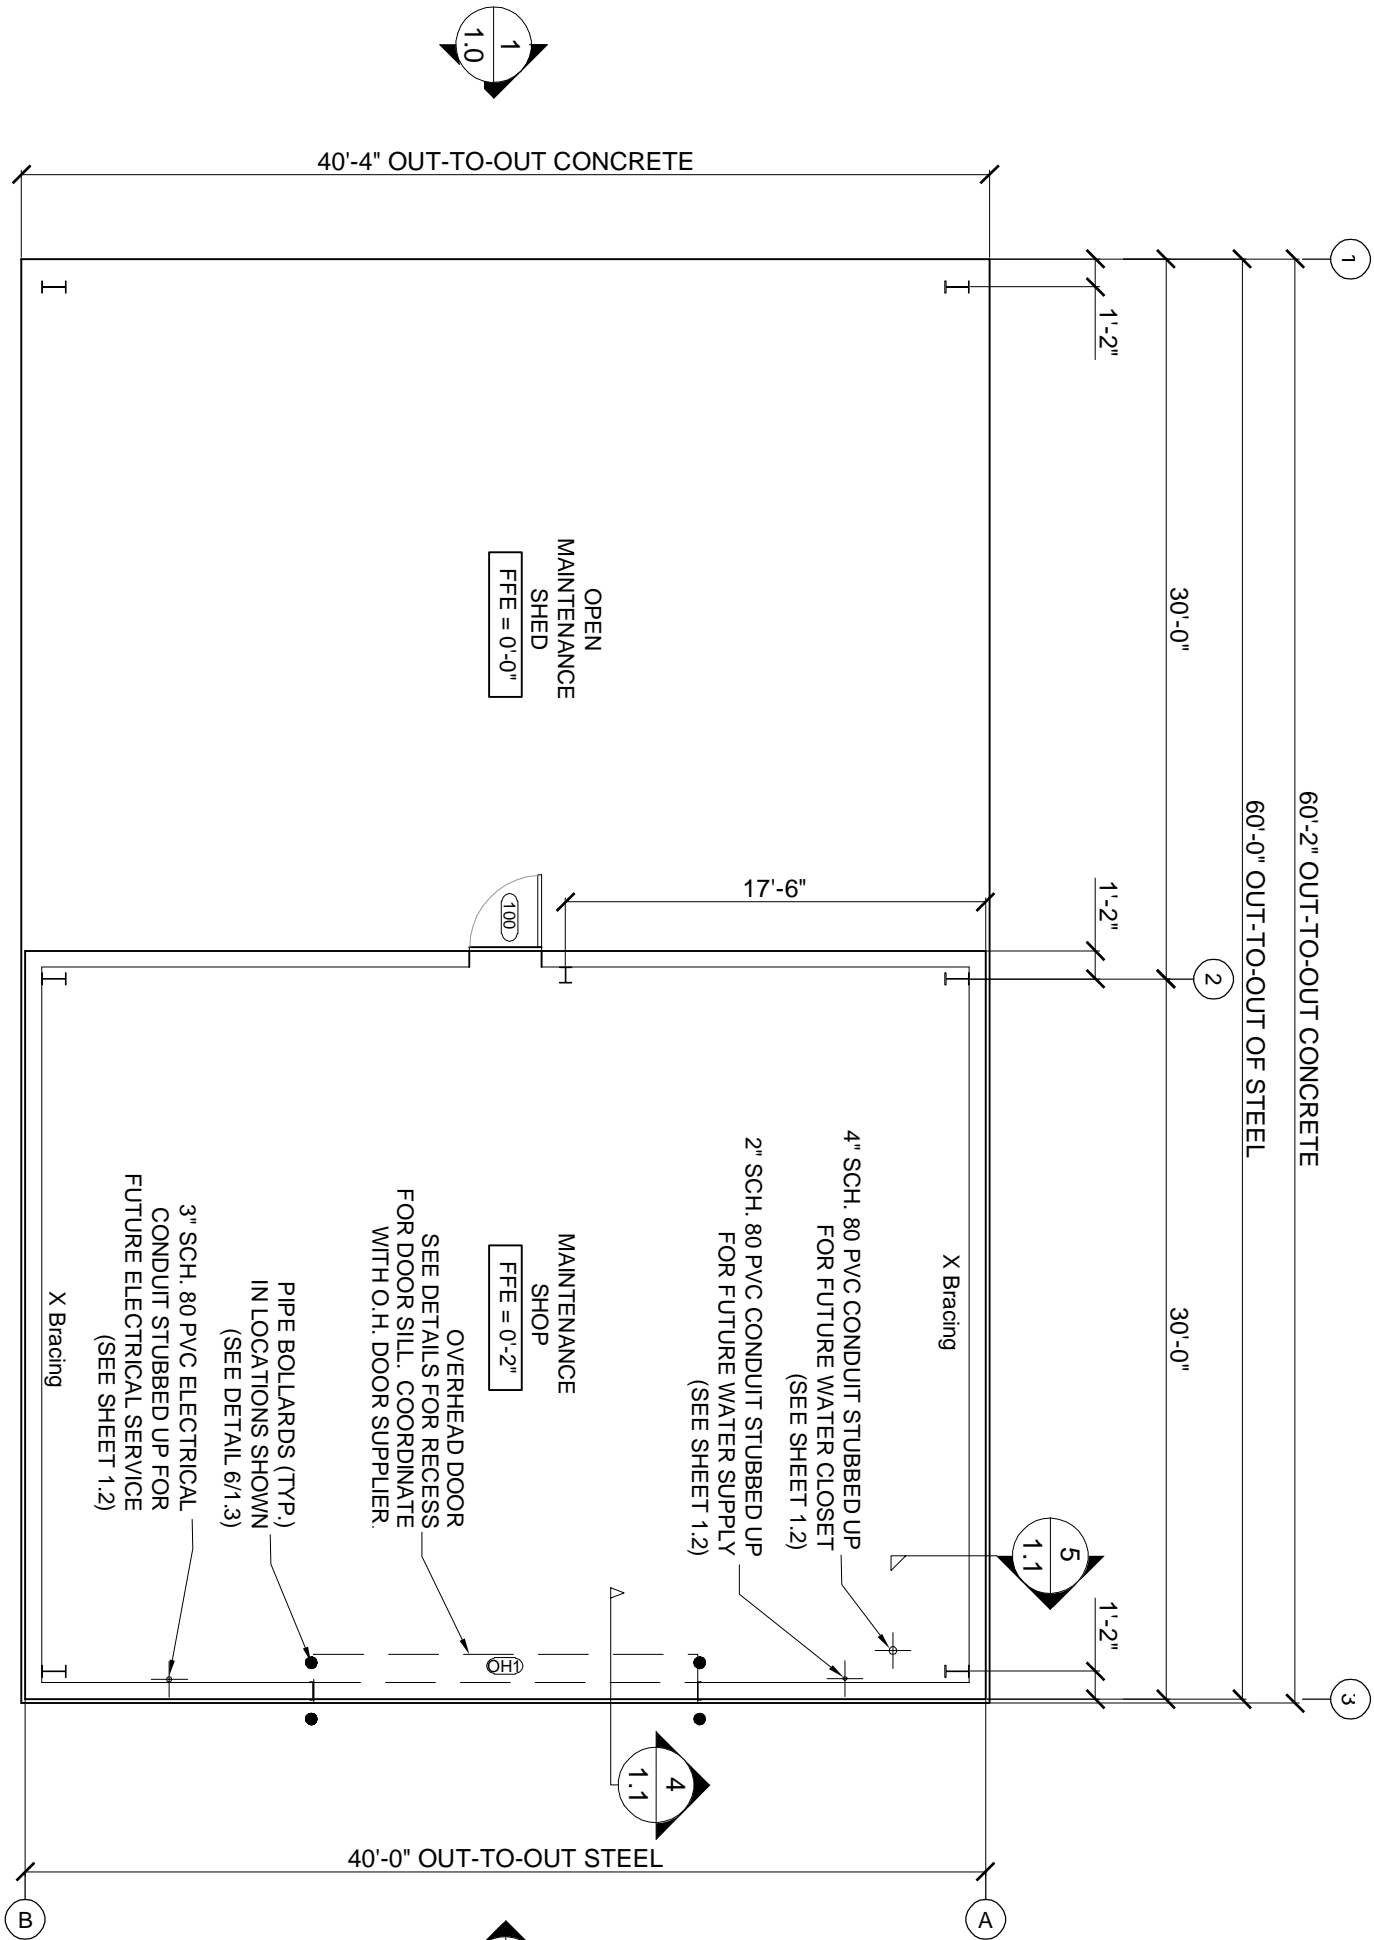 1
1.0
40'-4" OUT-TO-OUT CONCRETE
1
60'-2" OUT-TO-OUT CONCRETE
60'-0" OUT-TO-OUT OF STEEL
30'-0"
30'-0"
1'-2"
1'-2"
1'-2"
2
3
OPEN
MAINTENANCE
SHED
FFE = 0'-0"
17'-6"
100
X Bracing
4" SCH. 80 PVC CONDUIT STUBBED UP
FOR FUTURE WATER CLOSET
(SEE SHEET 1.2)
2" SCH. 80 PVC CONDUIT STUBBED UP
FOR FUTURE WATER SUPPLY
(SEE SHEET 1.2)
MAINTENANCE
SHOP
FFE = 0'-2"
OVERHEAD DOOR
SEE DETAILS FOR RECESS
FOR DOOR SILL. COORDINATE
WITH O.H. DOOR SUPPLIER.
PIPE BOLLARDS (TYP.)
IN LOCATIONS SHOWN
(SEE DETAIL 6/1.3)
3" SCH. 80 PVC ELECTRICAL
CONDUIT STUBBED UP FOR
FUTURE ELECTRICAL SERVICE
(SEE SHEET 1.2)
X Bracing
OH1
5
1.1
4
1.1
40'-0" OUT-TO-OUT STEEL
A
B